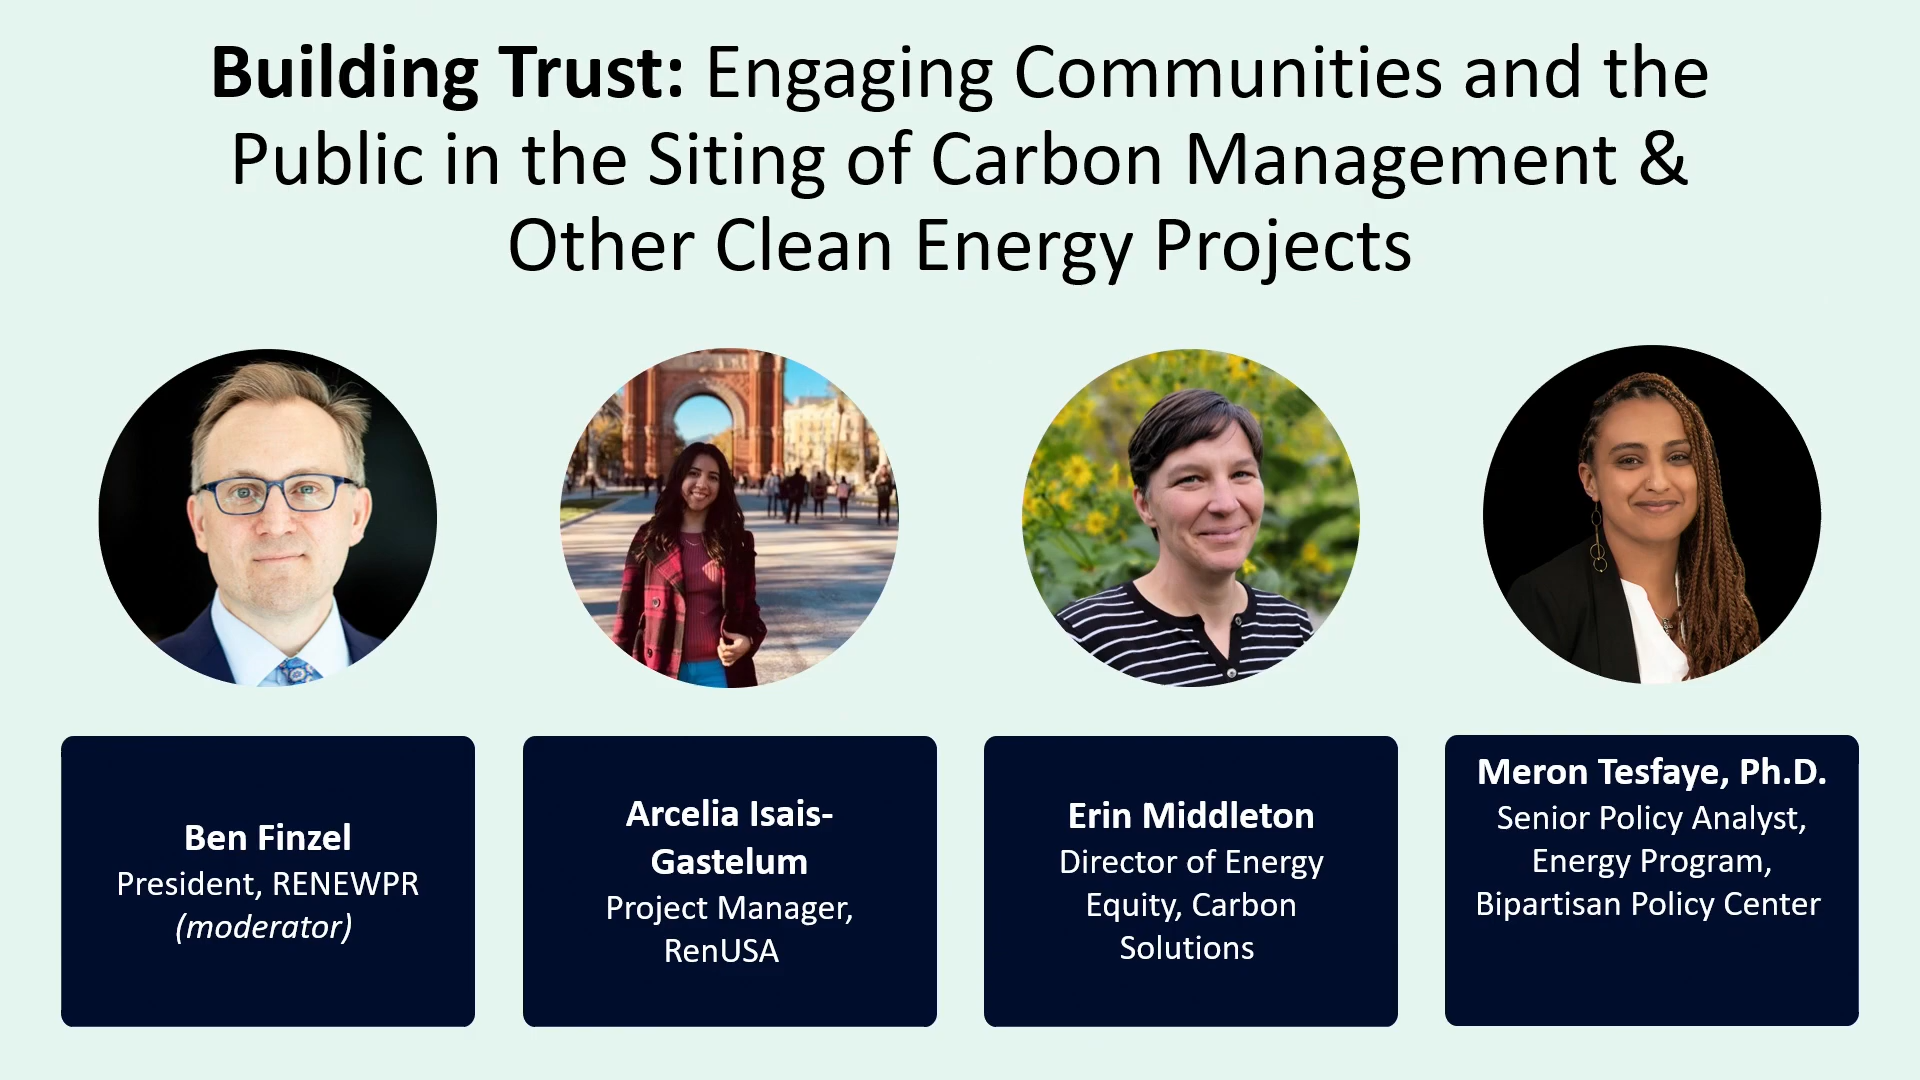 Building Trust: Engaging Communities and the
Public in the Siting of Carbon Management &
Other Clean Energy Projects
Ben Finzel
President, RENEWPR
(moderator)
Arcelia Isais-
Gastelum
Project Manager,
RenUSA
Erin Middleton
Director of Energy
Equity, Carbon
Solutions
Meron Tesfaye, Ph.D.
Senior Policy Analyst,
Energy Program,
Bipartisan Policy Center